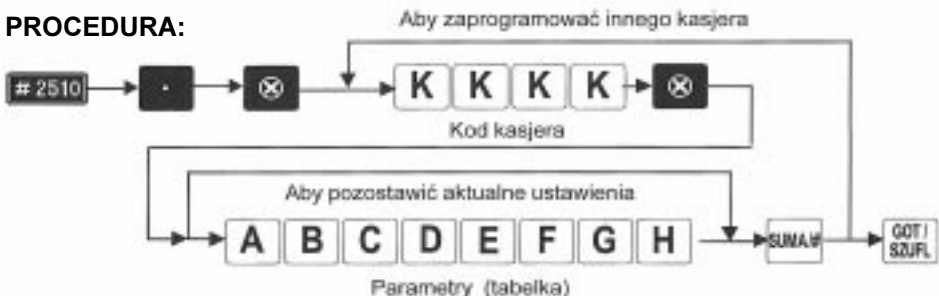 PROCEDURA:
Aby zaprogramować innego kasjera
# 2510 . ⊗ K K K K ⊗
Kod kasjera
Aby pozostawić aktualne ustawienia
A B C D E F G H SUMA/# GOT / SZUFL
Parametry (tabelka)